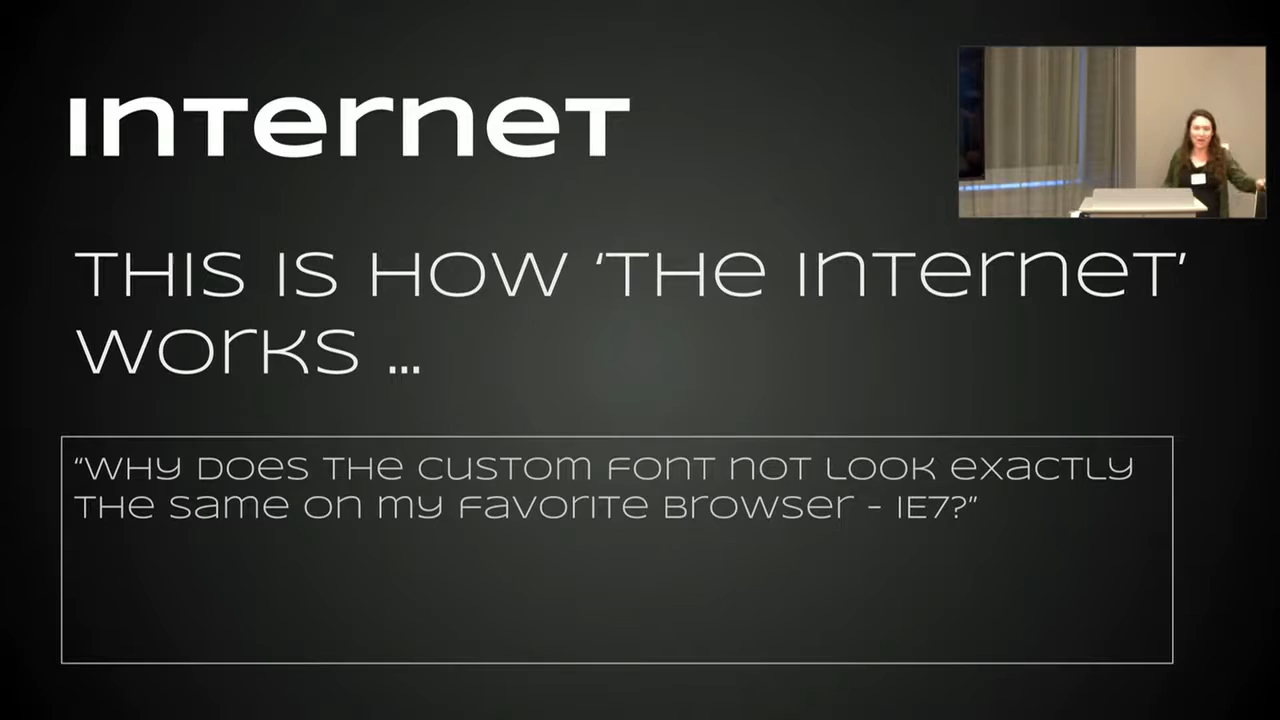 Internet
THIS IS HOW ‘THE INTERNET’
WORKS ...
“WHY DOES THE CUSTOM FONT NOT LOOK EXACTLY
THE SAME ON MY FAVORITE BROWSER - IE7?”